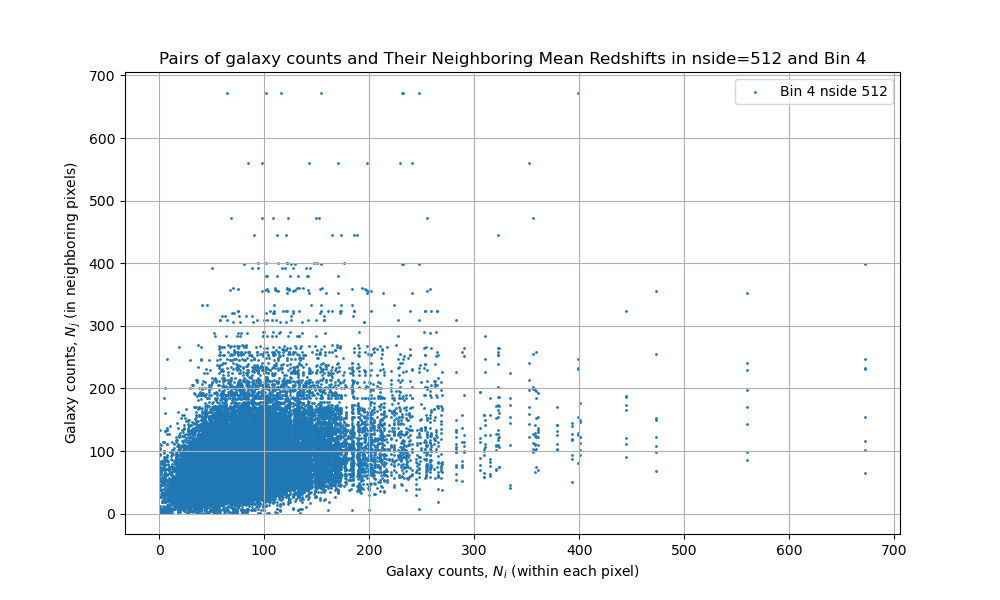 Pairs of galaxy counts and Their Neighboring Mean Redshifts in nside=512 and Bin 4
Bin 4 nside 512
700
600
500
400
300
200
100
0
Galaxy counts, N_j (in neighboring pixels)
0 100 200 300 400 500 600 700
Galaxy counts, N_i (within each pixel)